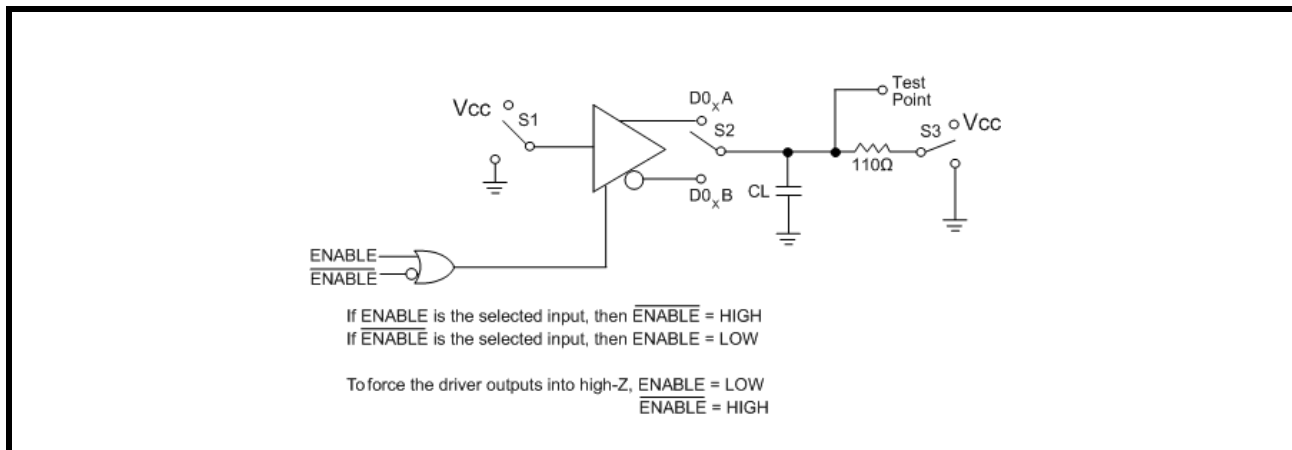 Test
Point
D0xA
Vcc
S1
S2
S3
Vcc
110Ω
CL
D0xB
ENABLE
ENABLE
If ENABLE is the selected input, then ENABLE = HIGH
If ENABLE is the selected input, then ENABLE = LOW
To force the driver outputs into high-Z, ENABLE = LOW
ENABLE = HIGH